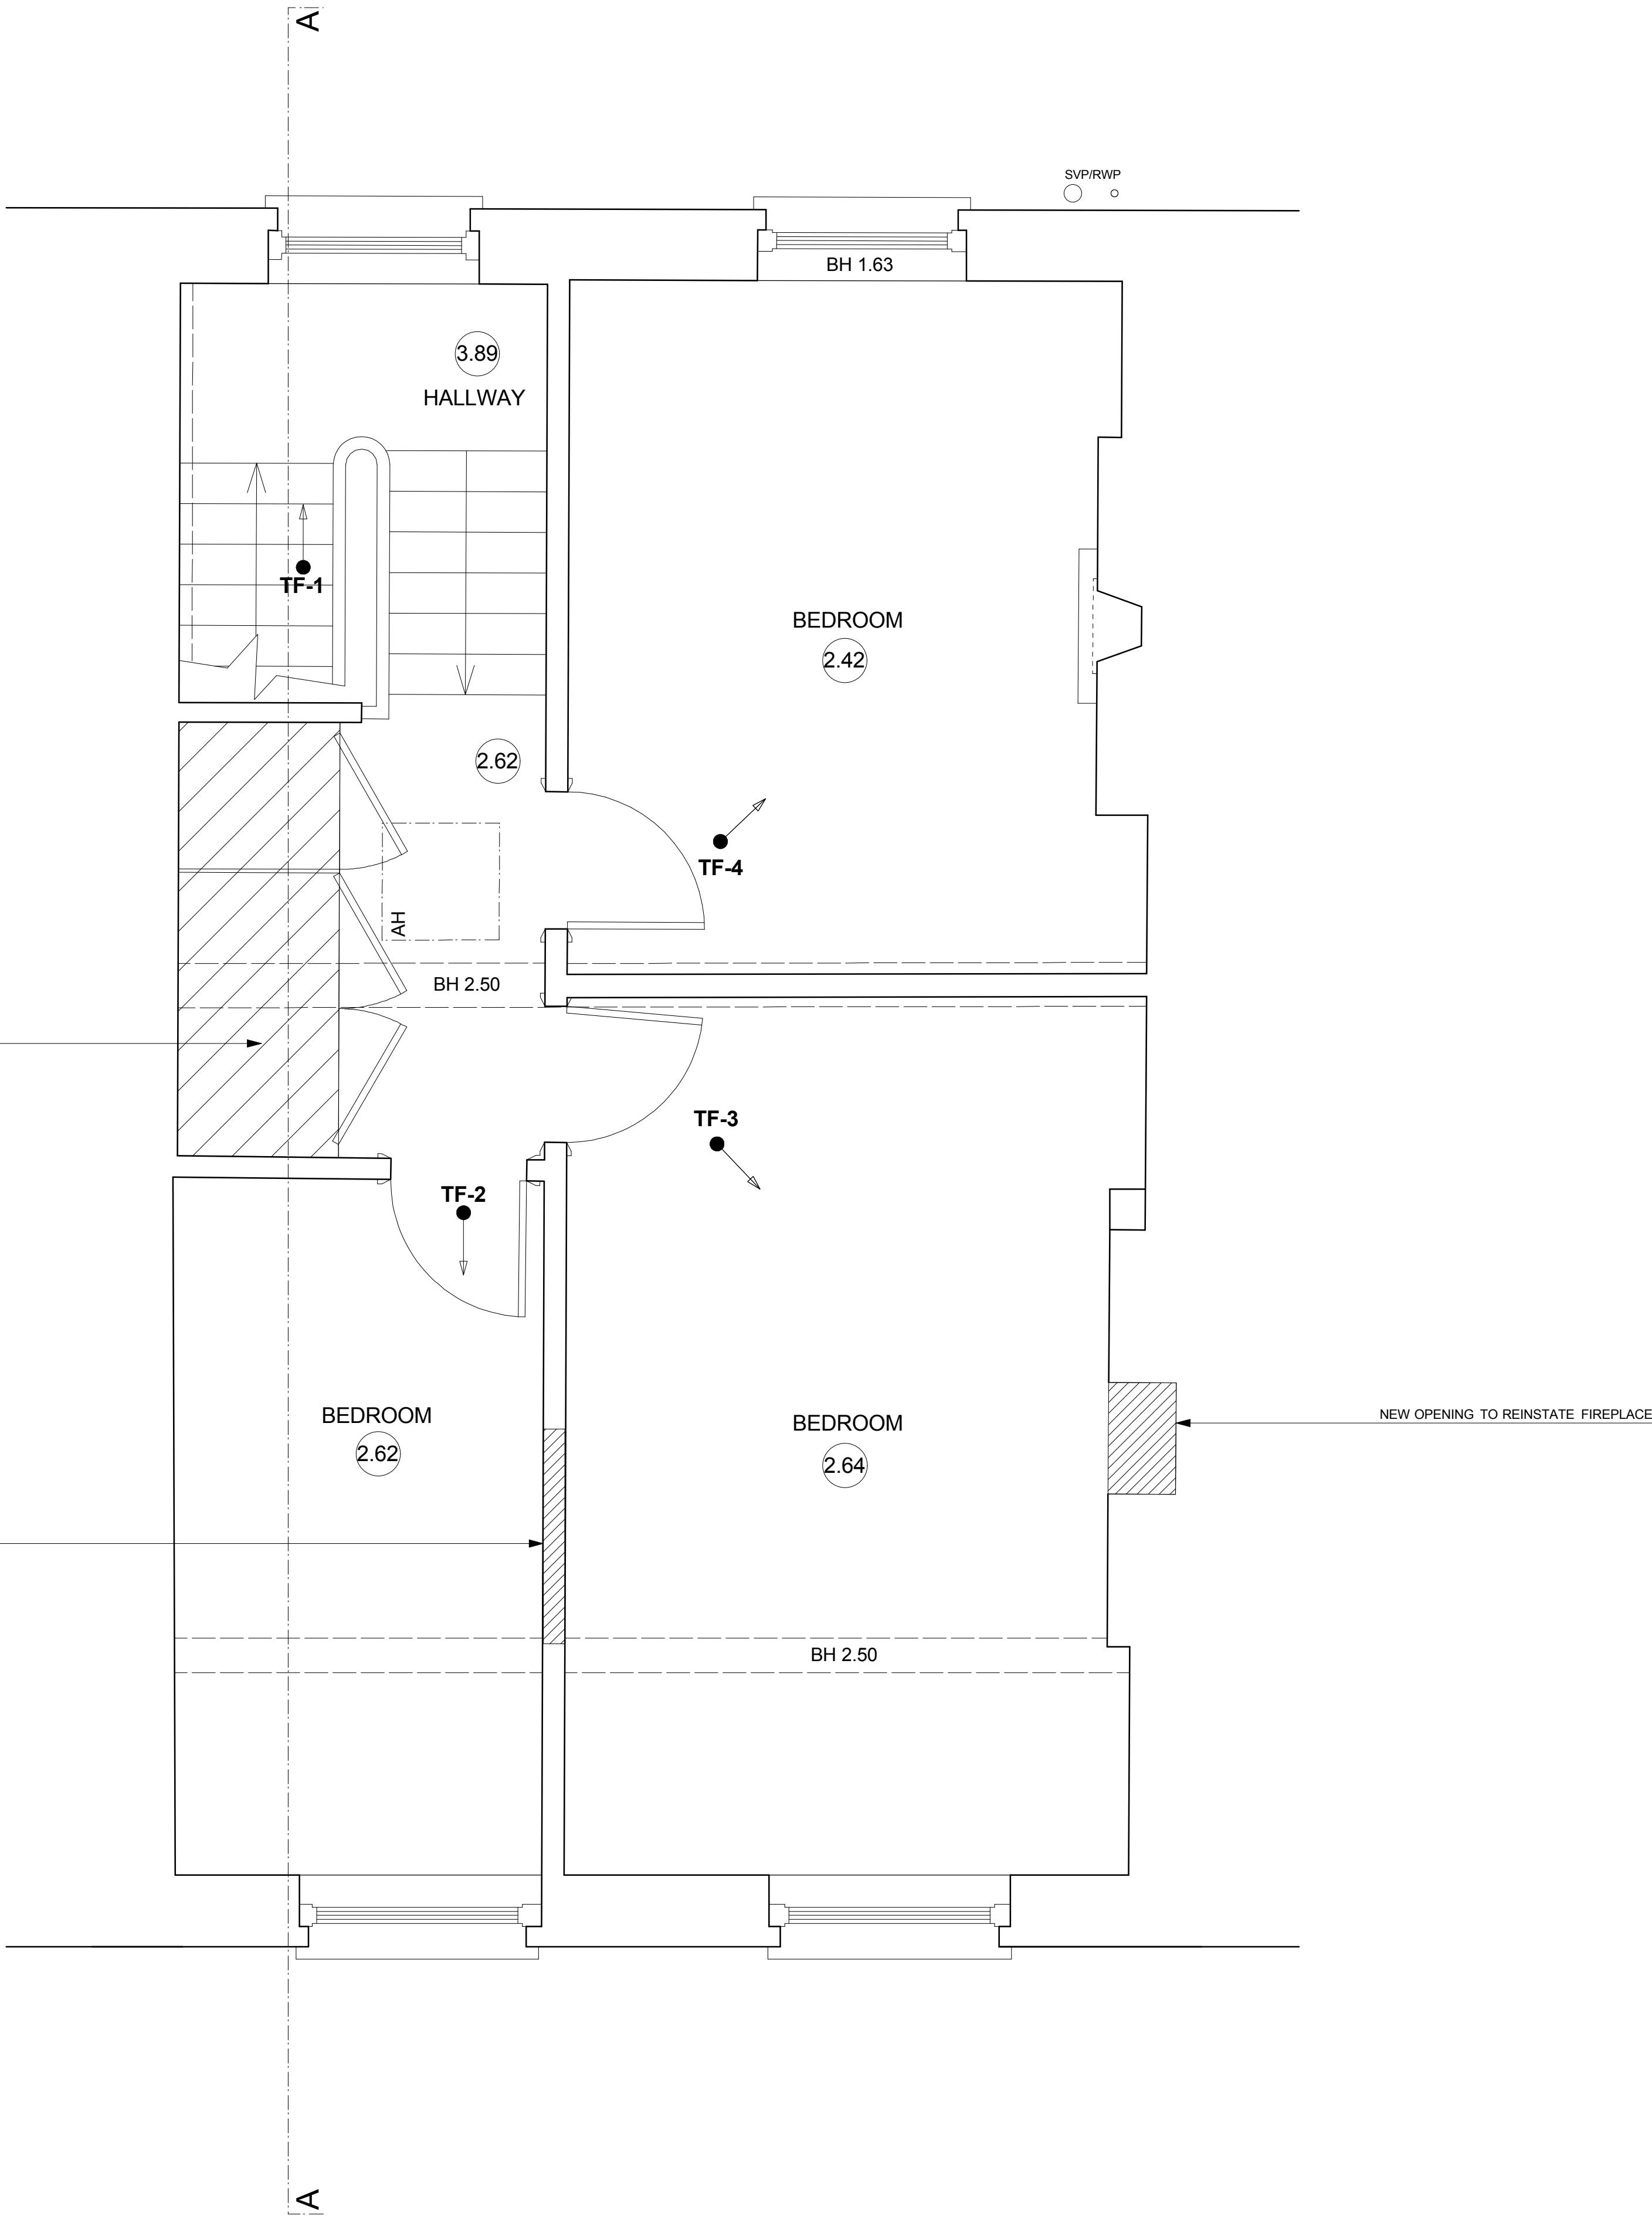 A
SVP/RWP
BH 1.63
3.89
HALLWAY
TF-1
BEDROOM
2.42
2.62
TF-4
AH
BH 2.50
TF-3
TF-2
BEDROOM
2.62
BEDROOM
2.64
NEW OPENING TO REINSTATE FIREPLACE
BH 2.50
A